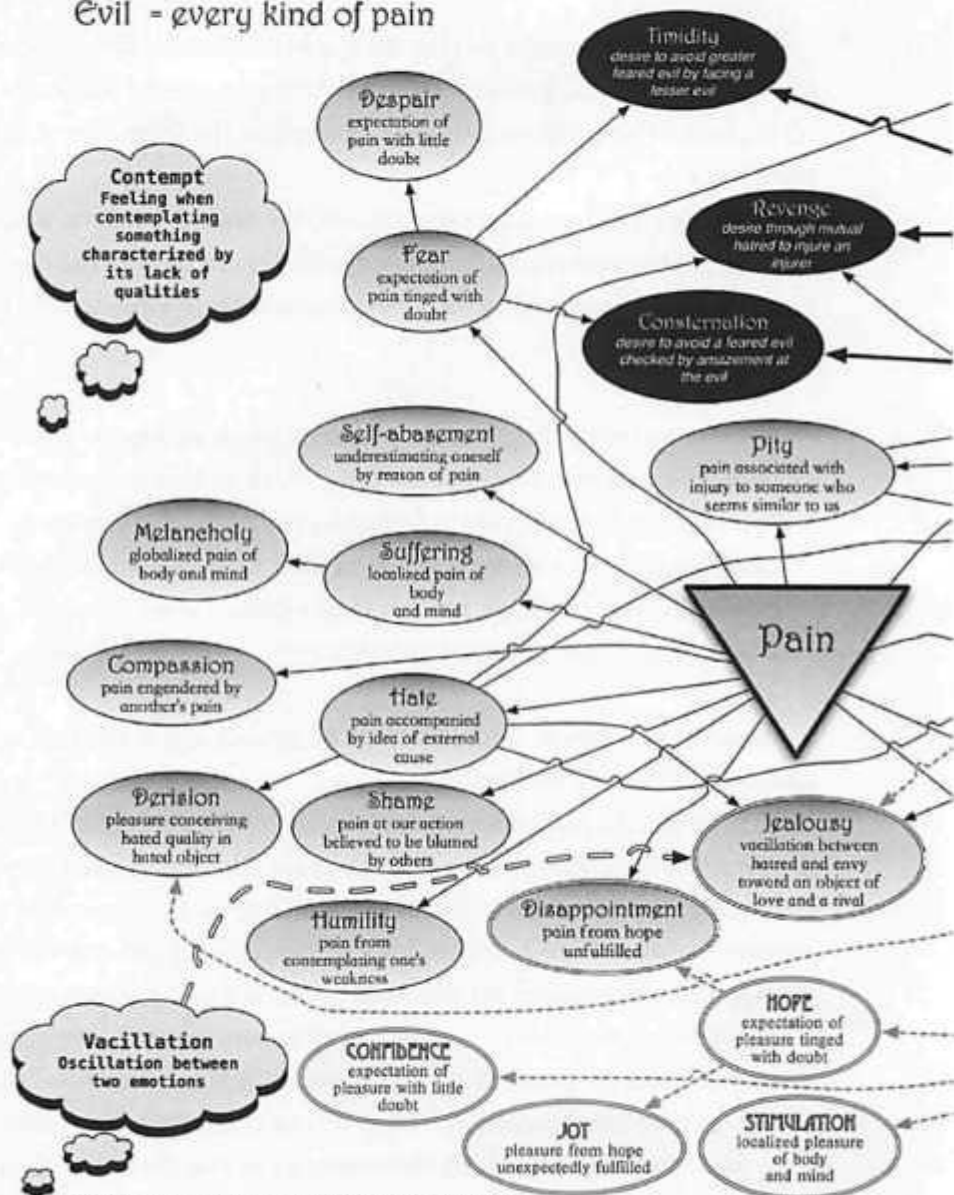 Evil = every kind of pain
Timidity
desire to avoid greater
feared evil by facing a
lesser evil
Despair
expectation of
pain with little
doubt
Contempt
Feeling when
contemplating
something
characterized by
its lack of
qualities
Revenge
desire through mutual
hatred to injure an
injurer
Fear
expectation of
pain tinged with
doubt
Consternation
desire to avoid a feared evil
checked by amazement at
the evil
Self-abasement
underestimating oneself
by reason of pain
Pity
pain associated with
injury to someone who
seems similar to us
Melancholy
globalized pain of
body and mind
Suffering
localized pain of
body
and mind
Pain
Compassion
pain engendered by
another's pain
Hate
pain accompanied
by idea of external
cause
Derision
pleasure conceiving
hated quality in
hated object
Shame
pain at our action
believed to be blamed
by others
Jealousy
vacillation between
hatred and envy
toward an object of
love and a rival
Humility
pain from
contemplating one's
weakness
Disappointment
pain from hope
unfulfilled
HOPE
expectation of
pleasure tinged
with doubt
Vacillation
Oscillation between
two emotions
CONFIDENCE
expectation of
pleasure with little
doubt
JOY
pleasure from hope
unexpectedly fulfilled
STIMULATION
localized pleasure
of body
and mind